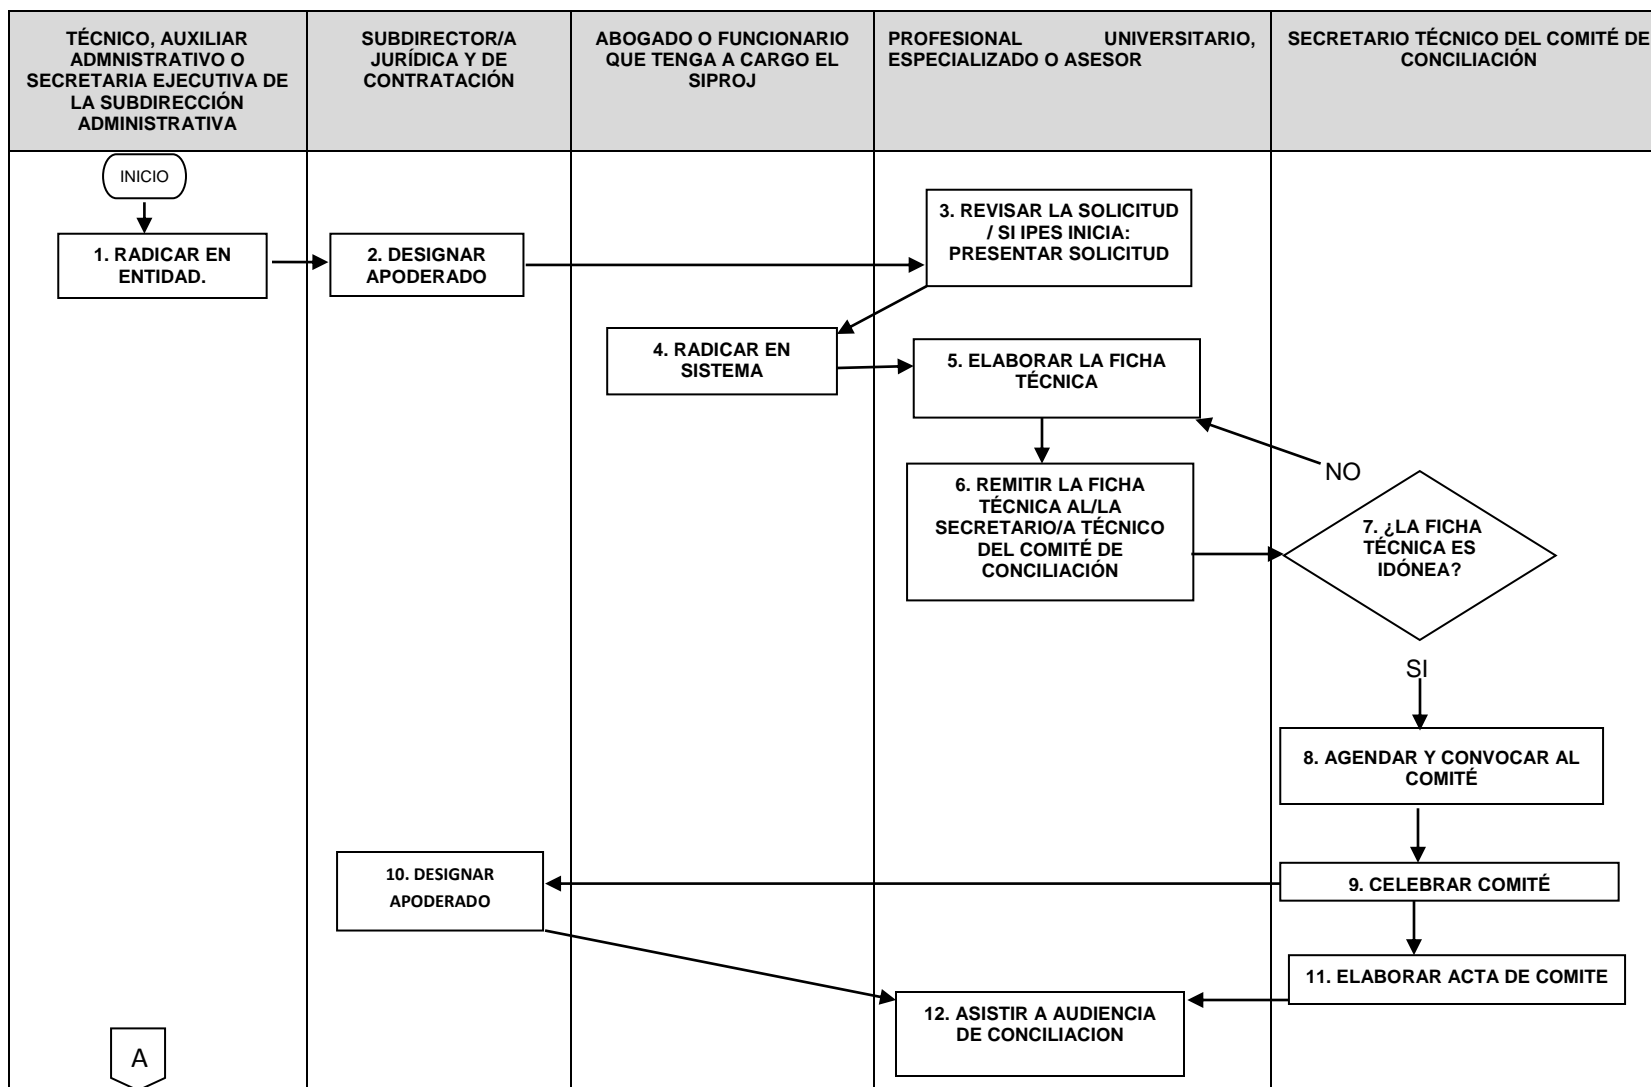 TÉCNICO, AUXILIAR
ADMNISTRATIVO O
SECRETARIA EJECUTIVA DE
LA SUBDIRECCIÓN
ADMINISTRATIVA
SUBDIRECTOR/A
JURÍDICA Y DE
CONTRATACIÓN
ABOGADO O FUNCIONARIO
QUE TENGA A CARGO EL
SIPROJ
PROFESIONAL UNIVERSITARIO,
ESPECIALIZADO O ASESOR
SECRETARIO TÉCNICO DEL COMITÉ DE
CONCILIACIÓN
INICIO
1. RADICAR EN
ENTIDAD.
2. DESIGNAR
APODERADO
3. REVISAR LA SOLICITUD
/ SI IPES INICIA:
PRESENTAR SOLICITUD
4. RADICAR EN
SISTEMA
5. ELABORAR LA FICHA
TÉCNICA
6. REMITIR LA FICHA
TÉCNICA AL/LA
SECRETARIO/A TÉCNICO
DEL COMITÉ DE
CONCILIACIÓN
NO
7. ¿LA FICHA
TÉCNICA ES
IDÓNEA?
SI
8. AGENDAR Y CONVOCAR AL
COMITÉ
9. CELEBRAR COMITÉ
10. DESIGNAR
APODERADO
11. ELABORAR ACTA DE COMITE
12. ASISTIR A AUDIENCIA
DE CONCILIACION
A